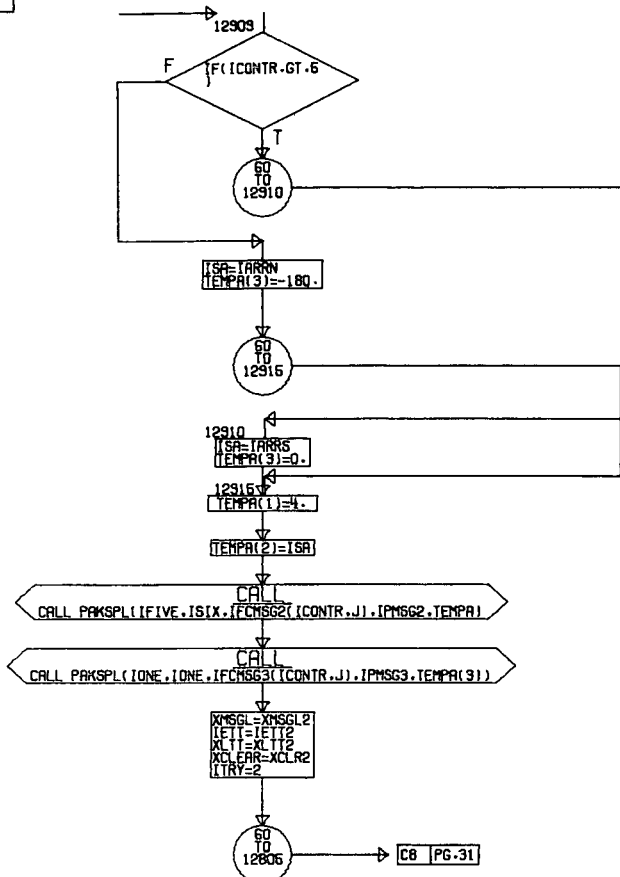 12909
F
IF(ICONTR.GT.6
)
T
GO
TO
12910
ISA=IARRN
TEMPA(3)=-180.
GO
TO
12915
12910
ISA=IARRS
TEMPA(3)=0.
12915
TEMPA(1)=4.
TEMPA(2)=ISA
CALL
CALL PAKSPL(IFIVE.ISIX.IFCMSG2(ICONTR.J).IPMSG2.TEMPA)
CALL
CALL PAKSPL(IONE.IONE.IFCMSG3(ICONTR.J).IPMSG3.TEMPA(3))
XMSGL=XMSGL2
IETT=IETT2
XLTT=XLTT2
XCLEAR=XCLR2
ITRY=2
GO
TO
12806
C8 PG.31